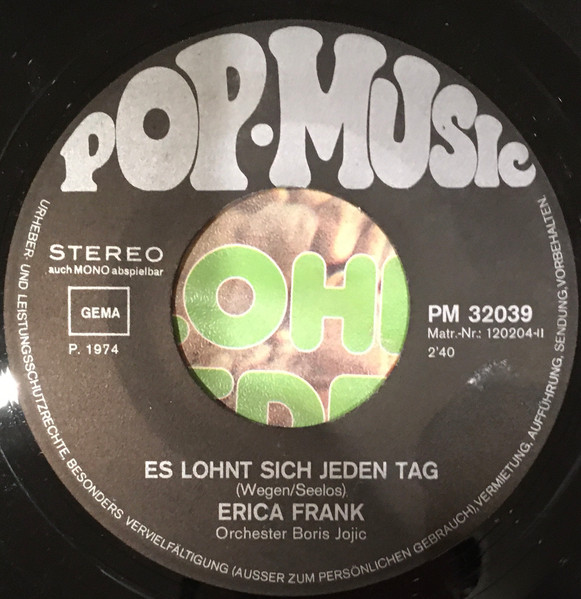 POP·MUSIC
STEREO
auch MONO abspielbar
GEMA
P. 1974
PM 32039
Matr.-Nr.: 120204-II
2'40
OHN
ES LOHNT SICH JEDEN TAG
(Wegen/Seelos)
ERICA FRANK
Orchester Boris Jojic
URHEBER- UND LEISTUNGSSCHUTZRECHTE, BESONDERS VERVIELFÄLTIGUNG (AUSSER ZUM PERSÖNLICHEN GEBRAUCH), VERMIETUNG, AUFFÜHRUNG, SENDUNG, VORBEHALTEN